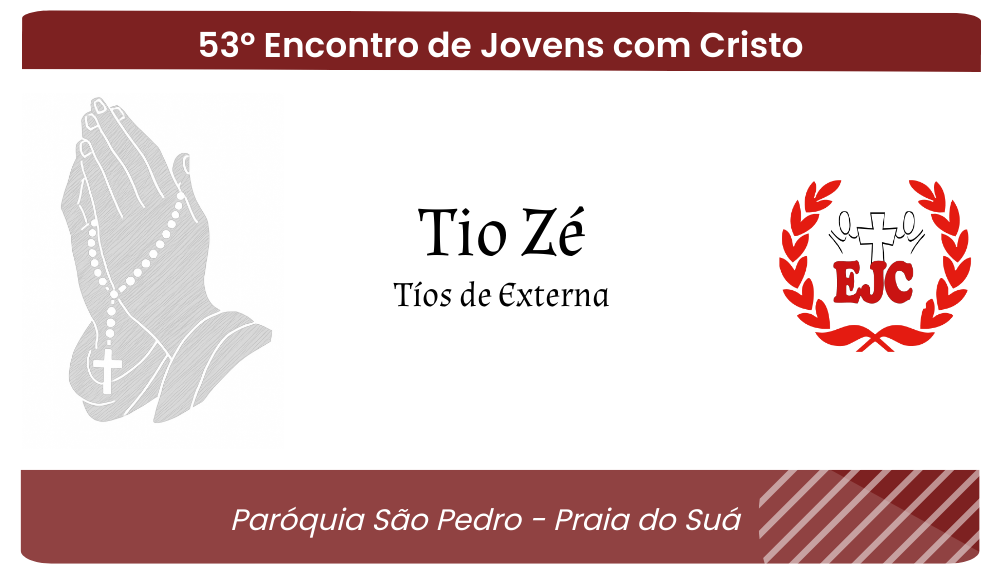 53º Encontro de Jovens com Cristo
Tio Zé
Tíos de Externa
EJC
Paróquia São Pedro - Praia do Suá